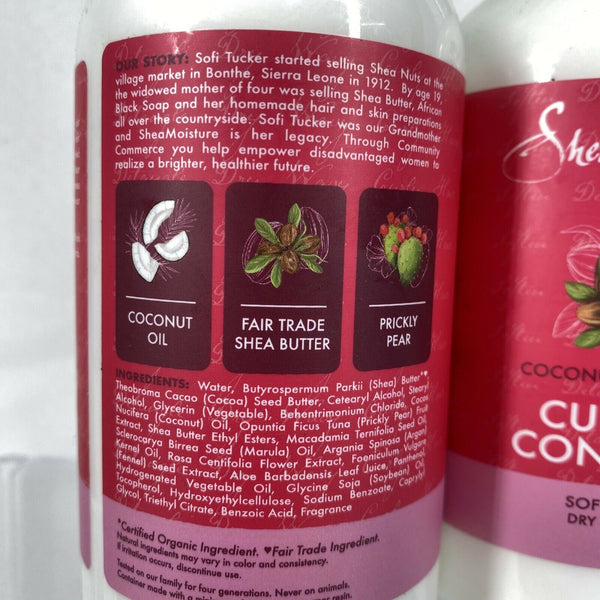 OUR STORY: Sofi Tucker started selling Shea Nuts at the
village market in Bonthe, Sierra Leone in 1912. By age 19,
the widowed mother of four was selling Shea Butter, African
Black Soap and her homemade hair and skin preparations
all over the countryside. Sofi Tucker was our Grandmother
and SheaMoisture is her legacy. Through Community
Commerce you help empower disadvantaged women to
realize a brighter, healthier future.
COCONUT
OIL
FAIR TRADE
SHEA BUTTER
PRICKLY
PEAR
INGREDIENTS: Water, Butyrospermum Parkii (Shea) Butter*♥,
Theobroma Cacao (Cocoa) Seed Butter, Cetearyl Alcohol, Stearyl
Alcohol, Glycerin (Vegetable), Behentrimonium Chloride, Cocos
Nucifera (Coconut) Oil, Opuntia Ficus Tuna (Prickly Pear) Fruit
Extract, Shea Butter Ethyl Esters, Macadamia Ternifolia Seed Oil,
Sclerocarya Birrea Seed (Marula) Oil, Argania Spinosa (Argan)
Kernel Oil, Rosa Centifolia Flower Extract, Foeniculum Vulgare
(Fennel) Seed Extract, Aloe Barbadensis Leaf Juice, Panthenol,
Hydrogenated Vegetable Oil, Glycine Soja (Soybean) Oil,
Tocopherol, Hydroxyethylcellulose, Sodium Benzoate, Caprylyl
Glycol, Triethyl Citrate, Benzoic Acid, Fragrance
*Certified Organic Ingredient. ♥Fair Trade Ingredient.
Natural ingredients may vary in color and consistency.
If irritation occurs, discontinue use.
Tested on our family for four generations. Never on animals.
Container made with a resin.
She
COCON
CU
CON
SOF
DRY